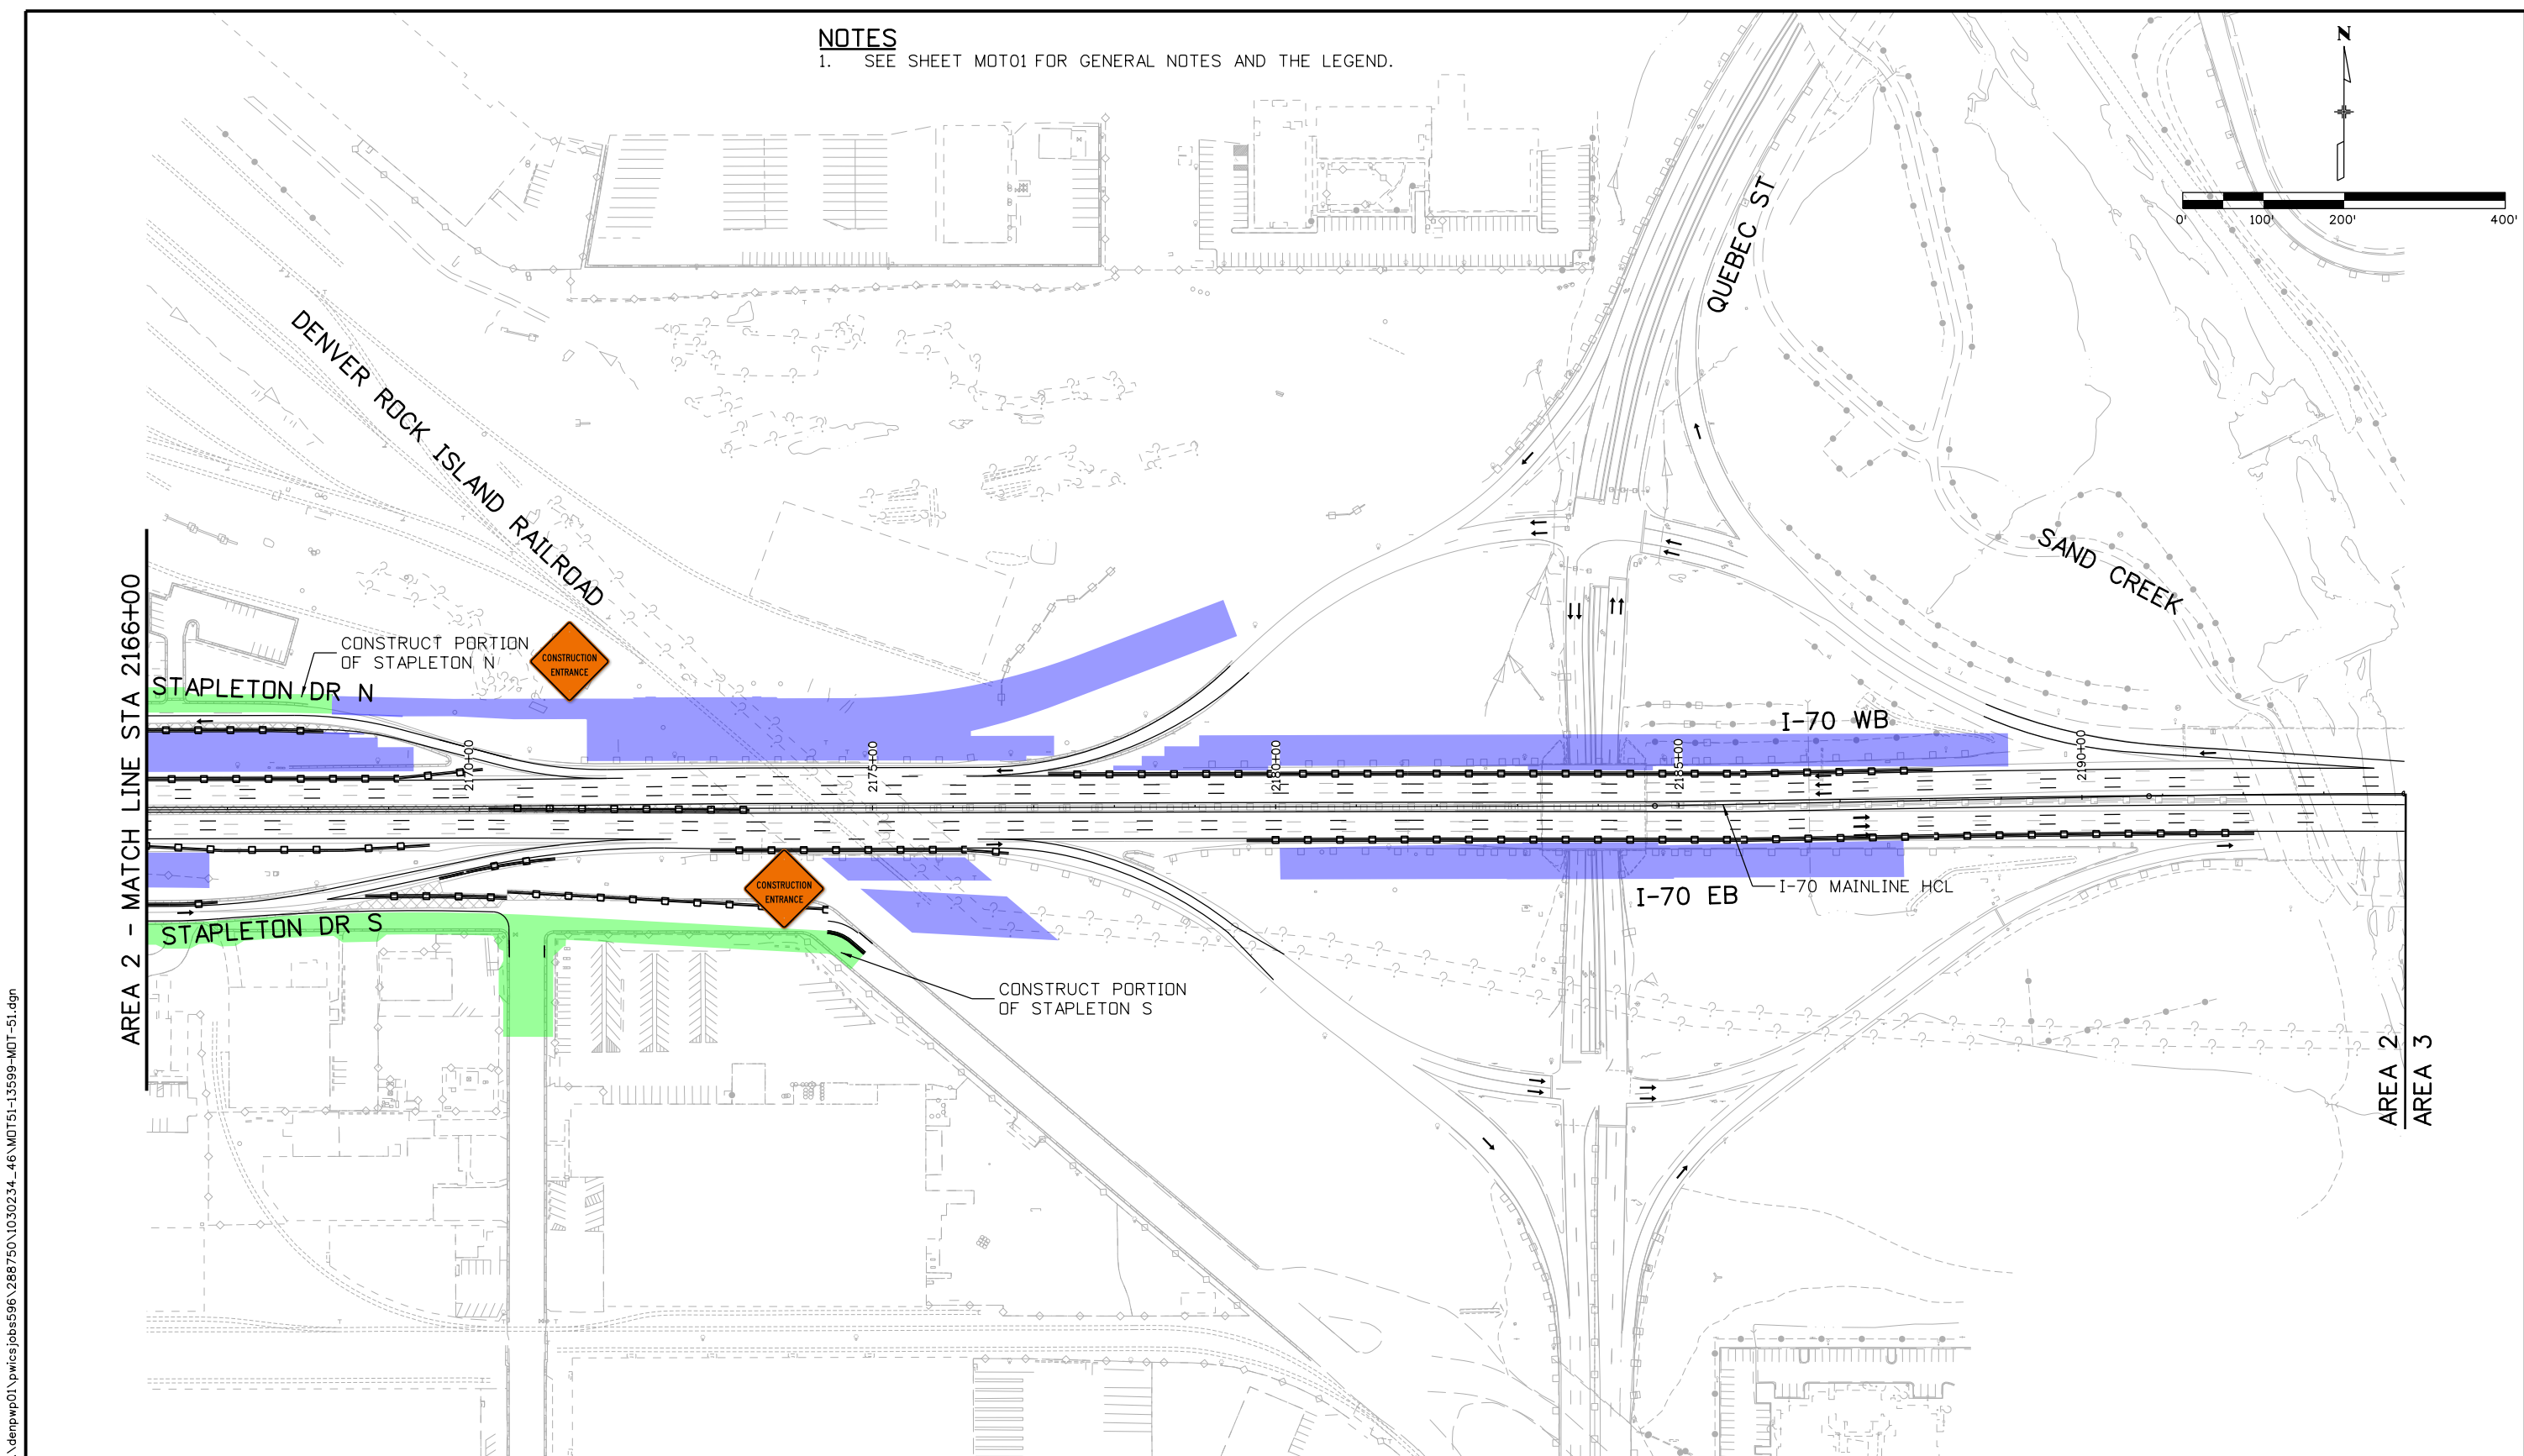 NOTES
1. SEE SHEET MOT01 FOR GENERAL NOTES AND THE LEGEND.
N
0' 100' 200' 400'
QUEBEC ST
DENVER ROCK ISLAND RAILROAD
SAND CREEK
AREA 2 - MATCH LINE STA 2166+00
CONSTRUCT PORTION
OF STAPLETON N
CONSTRUCTION
ENTRANCE
STAPLETON DR N
I-70 WB
2170+00
2175+00
2180+00
2185+00
2190+00
I-70 MAINLINE HCL
I-70 EB
CONSTRUCTION
ENTRANCE
STAPLETON DR S
CONSTRUCT PORTION
OF STAPLETON S
AREA 2
AREA 3
\denpwp01\pwicsjobs596\288750\1030234_46\MOT51-13599-MOT-51.dgn